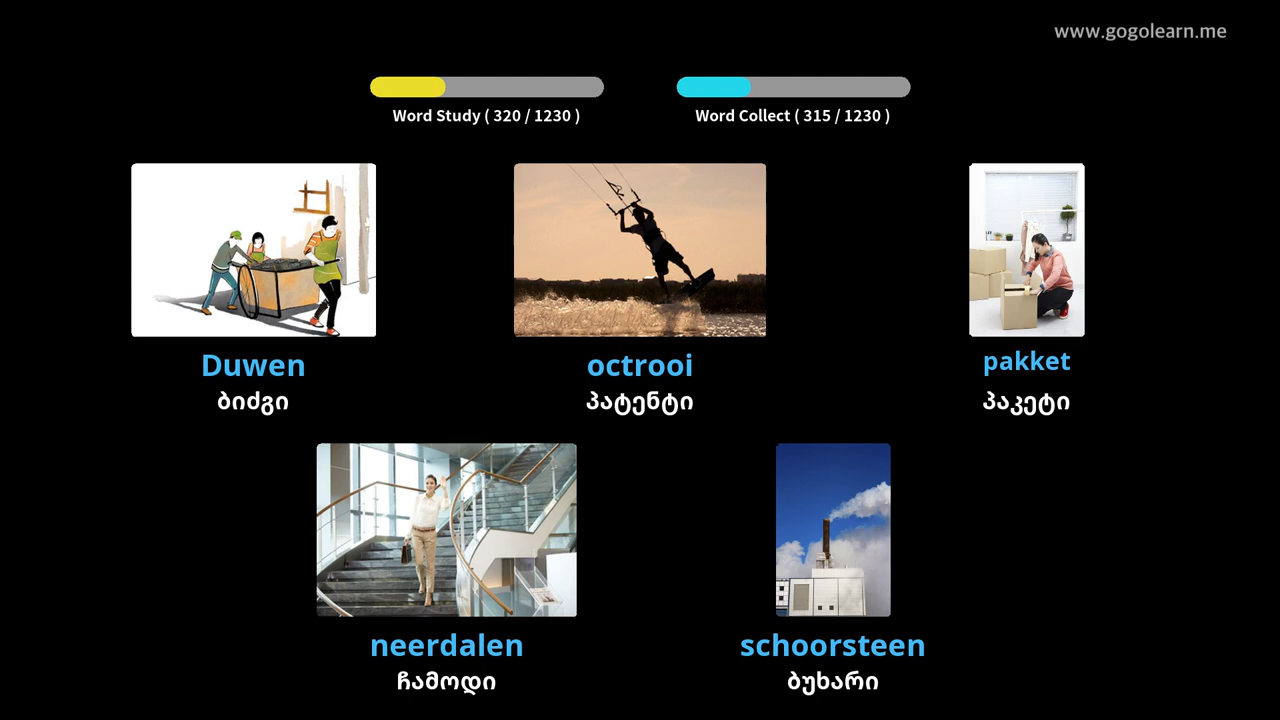 www.gogolearn.me
Word Study ( 320 / 1230 )
Word Collect ( 315 / 1230 )
Duwen
ბიძგი
octrooi
პატენტი
pakket
პაკეტი
neerdalen
ჩამოდი
schoorsteen
ბუხარი